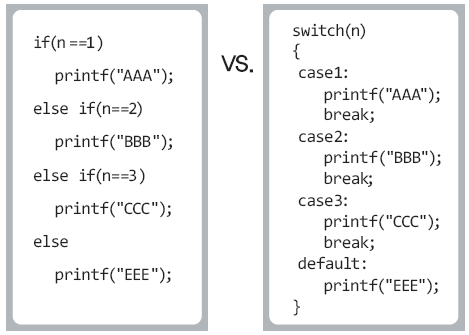 if(n ==1)
printf("AAA");
else if(n==2)
printf("BBB");
else if(n==3)
printf("CCC");
else
printf("EEE");
VS.
switch(n)
{
case1:
printf("AAA");
break;
case2:
printf("BBB");
break;
case3:
printf("CCC");
break;
default:
printf("EEE");
}